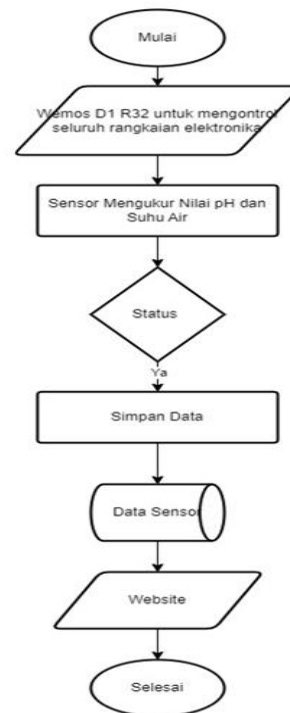 Mulai
Wemos D1 R32 untuk mengontrol
seluruh rangkaian elektronika
Sensor Mengukur Nilai pH dan
Suhu Air
Status
Ya
Simpan Data
Data Sensor
Website
Selesai